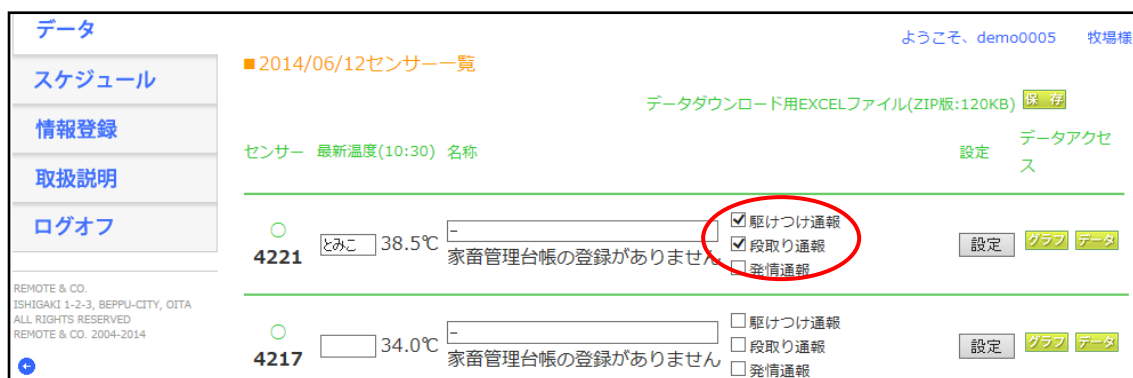 データ
スケジュール
情報登録
取扱説明
ログオフ
REMOTE & CO.
ISHIGAKI 1-2-3, BEPPU-CITY, OITA
ALL RIGHTS RESERVED
REMOTE & CO. 2004-2014
ようこそ、demo0005 牧場様
■2014/06/12センサー一覧
データダウンロード用EXCELファイル(ZIP版:120KB) 保存
センサー 最新温度(10:30) 名称 設定 データアクセ
ス
○
4221 とみこ 38.5℃ -
家畜管理台帳の登録がありません
駆けつけ通報
段取り通報
発情通報
設定 グラフ データ
○
4217 34.0℃ -
家畜管理台帳の登録がありません
駆けつけ通報
段取り通報
発情通報
設定 グラフ データ